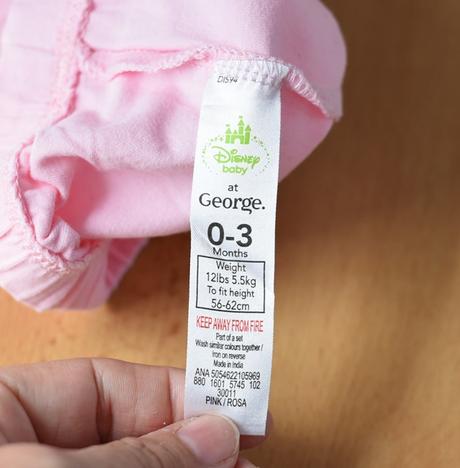 D1594
Disney
baby
at
George.
0-3
Months
Weight
12lbs 5.5kg
To fit height
56-62cm
KEEP AWAY FROM FIRE
Part of a set
Wash similar colours together /
Iron on reverse
Made in India
ANA 5054622105969
880 1601 5745 102
30011
PINK / ROSA